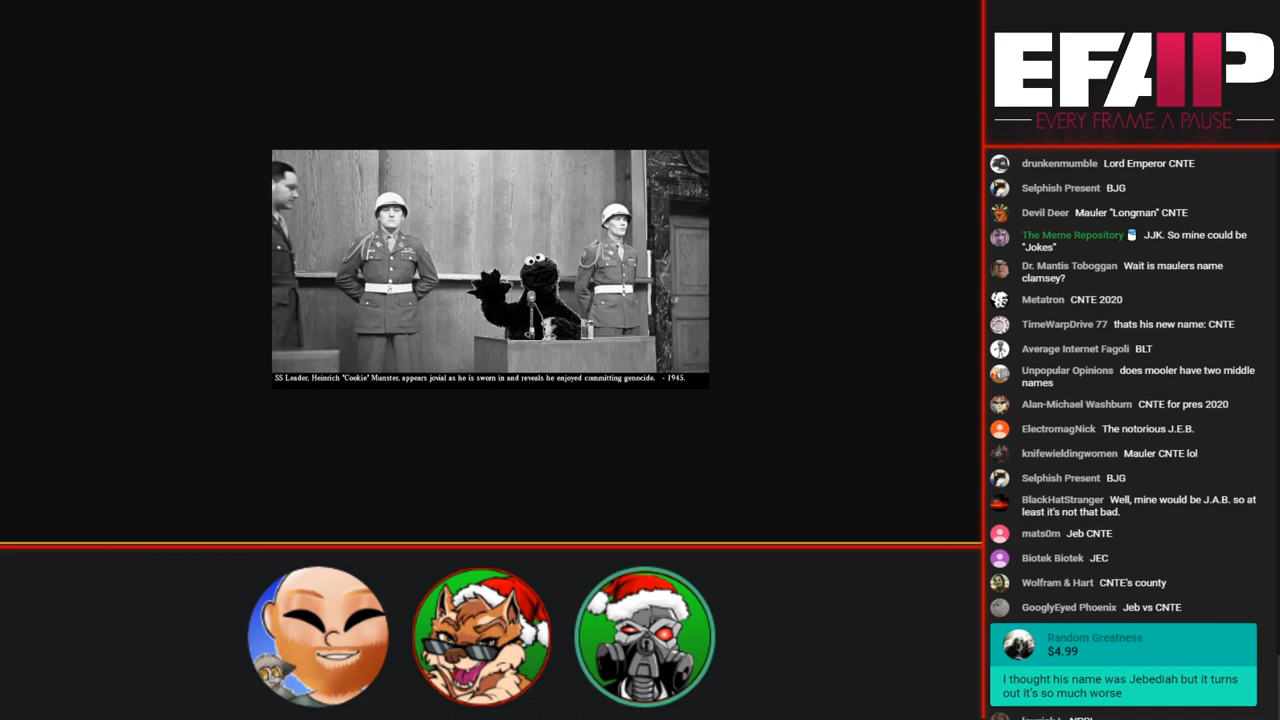 EFAP
EVERY FRAME A PAUSE
drunkenmumble Lord Emperor CNTE
Selphish Present BJG
Devil Deer Mauler "Longman" CNTE
The Meme Repository JJK. So mine could be
"Jokes"
Dr. Mantis Toboggan Wait is maulers name
clamsey?
Metatron CNTE 2020
TimeWarpDrive 77 thats his new name: CNTE
Average Internet Fagoli BLT
Unpopular Opinions does mooler have two middle
names
Alan-Michael Washburn CNTE for pres 2020
ElectromagNick The notorious J.E.B.
knifewieldingwomen Mauler CNTE lol
Selphish Present BJG
BlackHatStranger Well, mine would be J.A.B. so at
least it's not that bad.
mats0m Jeb CNTE
Biotek Biotek JEC
Wolfram & Hart CNTE's county
GooglyEyed Phoenix Jeb vs CNTE
Random Greatness
$4.99
I thought his name was Jebediah but it turns
out it's so much worse
SS Leader, Heinrich "Cookie" Munster, appears jovial as he is sworn in and reveals he enjoyed committing genocide. - 1945.